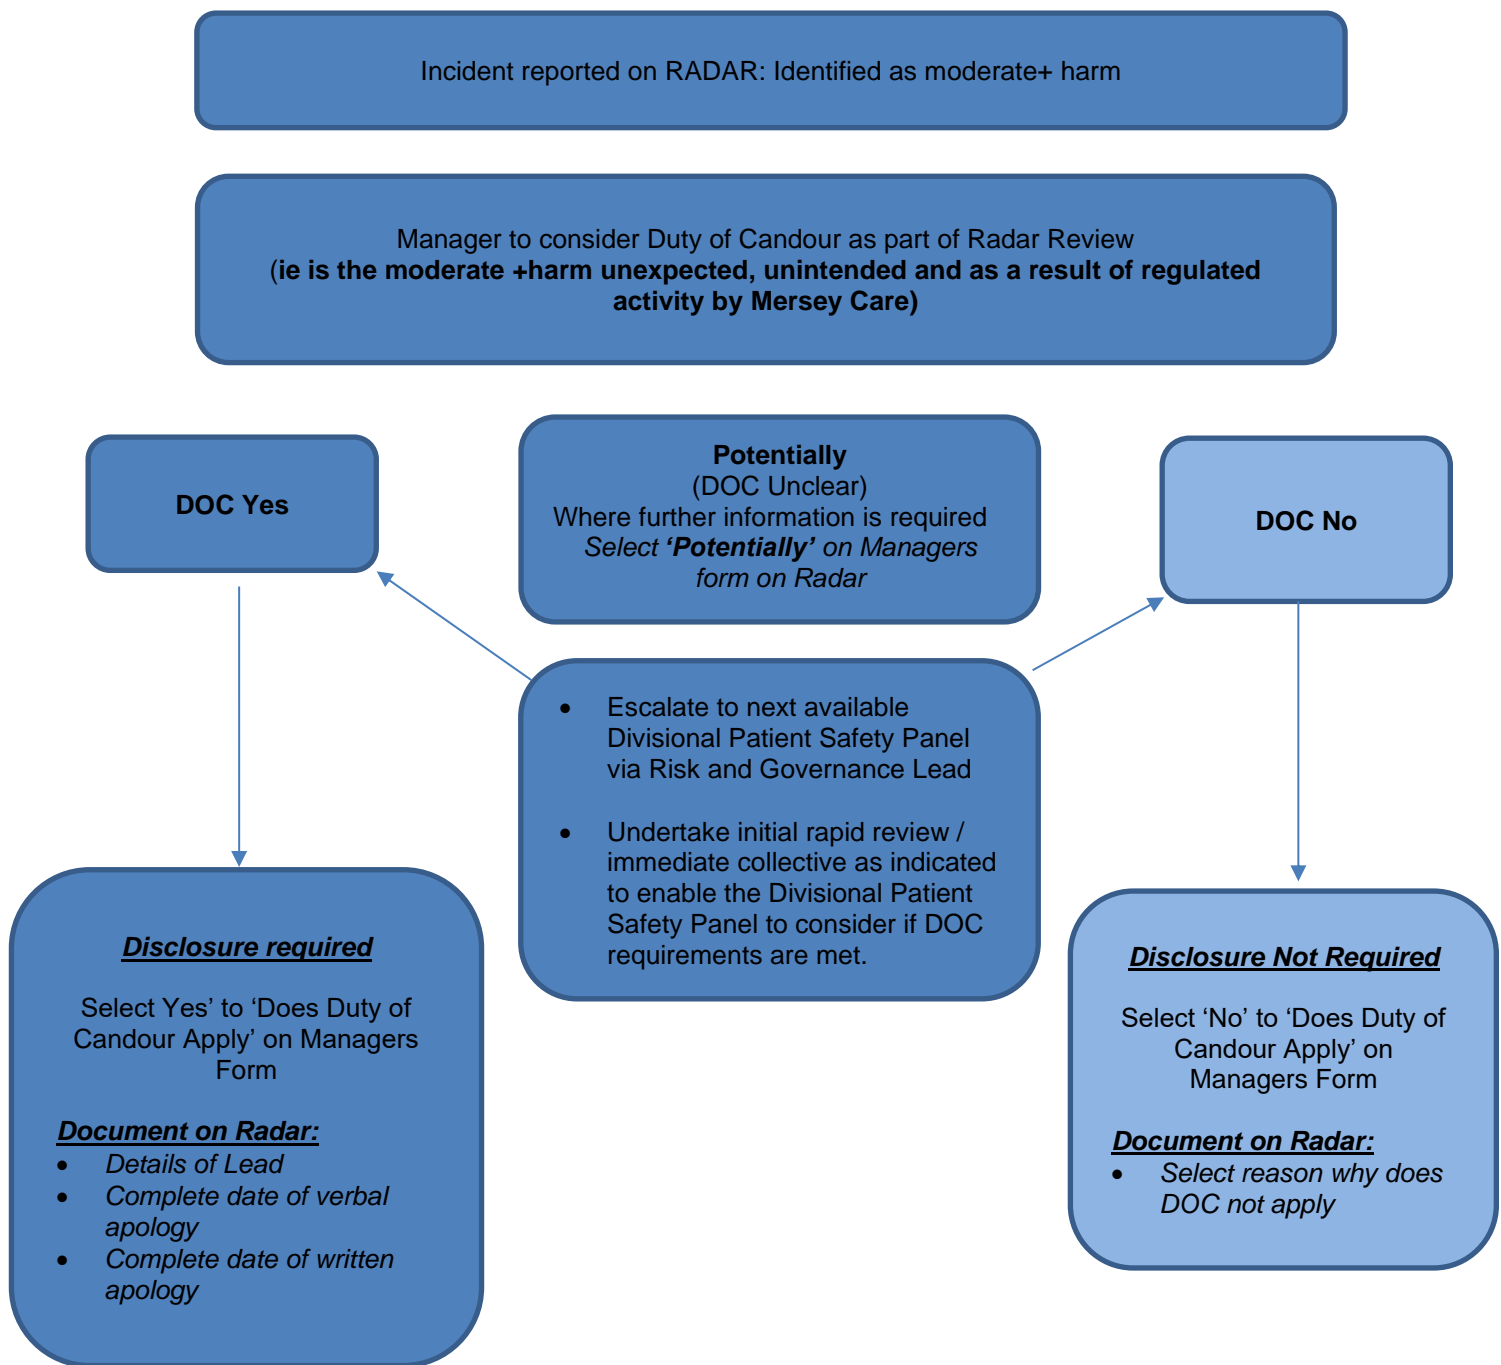 Incident reported on RADAR: Identified as moderate+ harm
Manager to consider Duty of Candour as part of Radar Review
(ie is the moderate +harm unexpected, unintended and as a result of regulated
activity by Mersey Care)
DOC Yes
Potentially
(DOC Unclear)
Where further information is required
Select ‘Potentially’ on Managers
form on Radar
DOC No
• Escalate to next available
Divisional Patient Safety Panel
via Risk and Governance Lead
• Undertake initial rapid review /
immediate collective as indicated
to enable the Divisional Patient
Safety Panel to consider if DOC
requirements are met.
Disclosure required
Select Yes’ to ‘Does Duty of
Candour Apply’ on Managers
Form
Document on Radar:
• Details of Lead
• Complete date of verbal
apology
• Complete date of written
apology
Disclosure Not Required
Select ‘No’ to ‘Does Duty of
Candour Apply’ on
Managers Form
Document on Radar:
• Select reason why does
DOC not apply